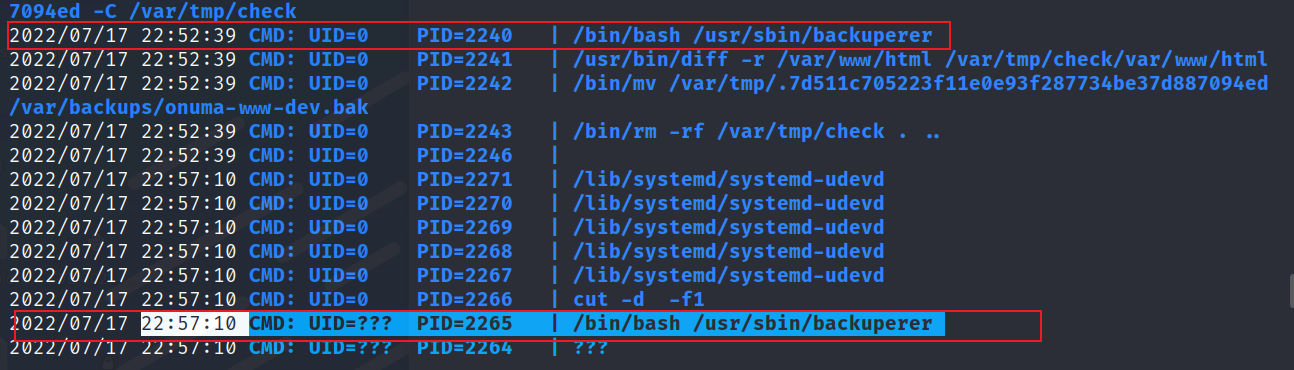 7094ed -C /var/tmp/check
2022/07/17 22:52:39 CMD: UID=0    PID=2240   | /bin/bash /usr/sbin/backuperer
2022/07/17 22:52:39 CMD: UID=0    PID=2241   | /usr/bin/diff -r /var/www/html /var/tmp/check/var/www/html
2022/07/17 22:52:39 CMD: UID=0    PID=2242   | /bin/mv /var/tmp/.7d511c705223f11e0e93f287734be37d887094ed
/var/backups/onuma-www-dev.bak
2022/07/17 22:52:39 CMD: UID=0    PID=2243   | /bin/rm -rf /var/tmp/check . ..
2022/07/17 22:52:39 CMD: UID=0    PID=2246   |
2022/07/17 22:57:10 CMD: UID=0    PID=2271   | /lib/systemd/systemd-udevd
2022/07/17 22:57:10 CMD: UID=0    PID=2270   | /lib/systemd/systemd-udevd
2022/07/17 22:57:10 CMD: UID=0    PID=2269   | /lib/systemd/systemd-udevd
2022/07/17 22:57:10 CMD: UID=0    PID=2268   | /lib/systemd/systemd-udevd
2022/07/17 22:57:10 CMD: UID=0    PID=2267   | /lib/systemd/systemd-udevd
2022/07/17 22:57:10 CMD: UID=0    PID=2266   | cut -d  -f1
2022/07/17 22:57:10 CMD: UID=???  PID=2265   | /bin/bash /usr/sbin/backuperer
2022/07/17 22:57:10 CMD: UID=???  PID=2264   | ???